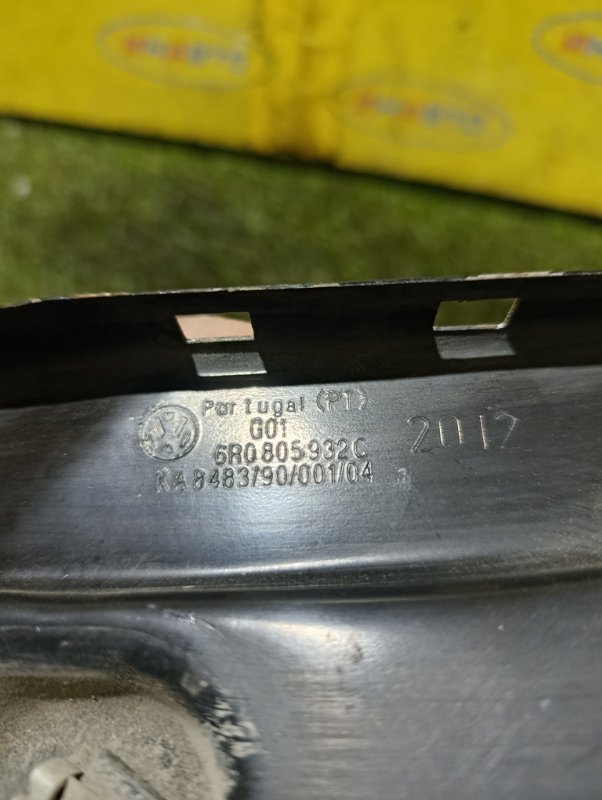 Portugal (PT)
G01
6R0805932C
KA 8483/90/001/04
2012